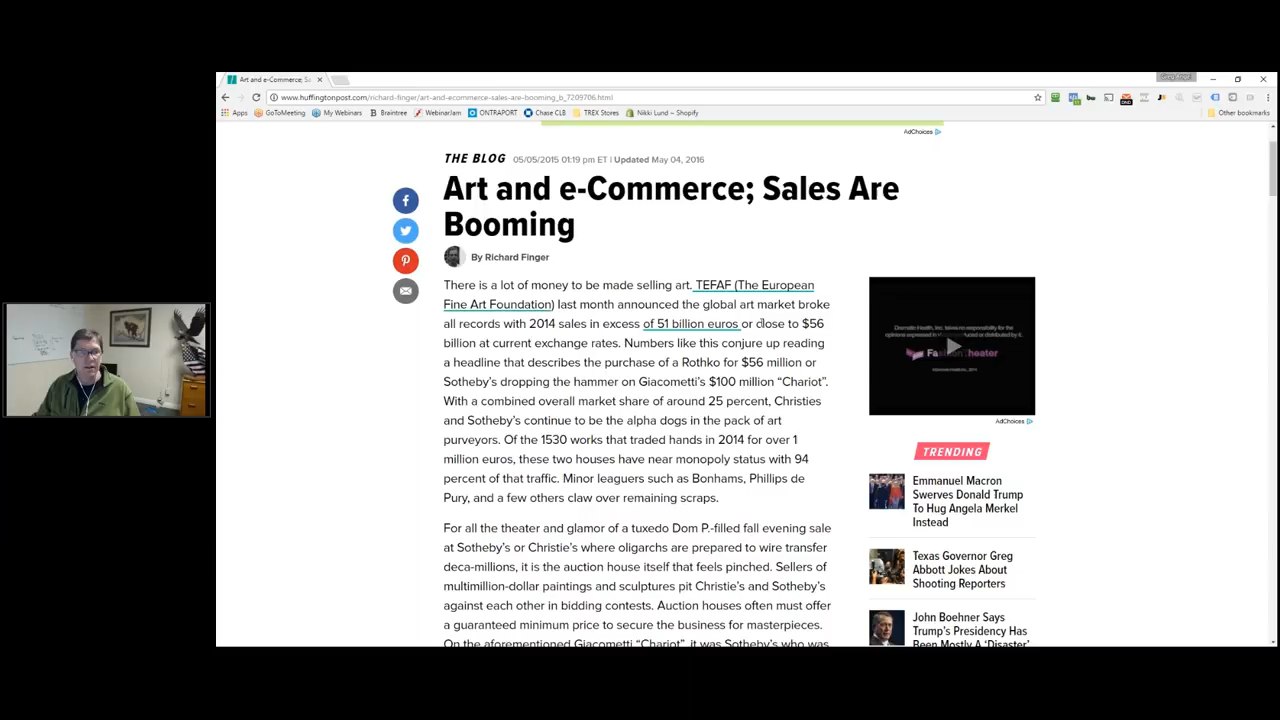 Art and e-Commerce; Sa
www.huffingtonpost.com/richard-finger/art-and-ecommerce-sales-are-booming_b_7209706.html
Apps GoToMeeting My Webinars Braintree WebinarJam ONTRAPORT Chase CLB TREX Stores Nikki Lund – Shopify Other bookmarks
AdChoices
THE BLOG 05/05/2015 01:19 pm ET | Updated May 04, 2016
Art and e-Commerce; Sales Are
Booming
By Richard Finger
There is a lot of money to be made selling art. TEFAF (The European
Fine Art Foundation) last month announced the global art market broke
all records with 2014 sales in excess of 51 billion euros or close to $56
billion at current exchange rates. Numbers like this conjure up reading
a headline that describes the purchase of a Rothko for $56 million or
Sotheby's dropping the hammer on Giacometti's $100 million “Chariot”.
With a combined overall market share of around 25 percent, Christies
and Sotheby's continue to be the alpha dogs in the pack of art
purveyors. Of the 1530 works that traded hands in 2014 for over 1
million euros, these two houses have near monopoly status with 94
percent of that traffic. Minor leaguers such as Bonhams, Phillips de
Pury, and a few others claw over remaining scraps.
For all the theater and glamor of a tuxedo Dom P.-filled fall evening sale
at Sotheby's or Christie's where oligarchs are prepared to wire transfer
deca-millions, it is the auction house itself that feels pinched. Sellers of
multimillion-dollar paintings and sculptures pit Christie's and Sotheby's
against each other in bidding contests. Auction houses often must offer
a guaranteed minimum price to secure the business for masterpieces.
On the aforementioned Giacometti “Chariot”, it was Sotheby's who was
AdChoices
TRENDING
Emmanuel Macron
Swerves Donald Trump
To Hug Angela Merkel
Instead
Texas Governor Greg
Abbott Jokes About
Shooting Reporters
John Boehner Says
Trump's Presidency Has
Been Mostly A ‘Disaster’